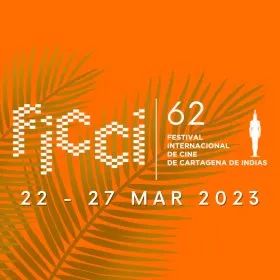 ficci
62
FESTIVAL
INTERNACIONAL
DE CINE
DE CARTAGENA DE INDIAS
22 - 27 MAR 2023